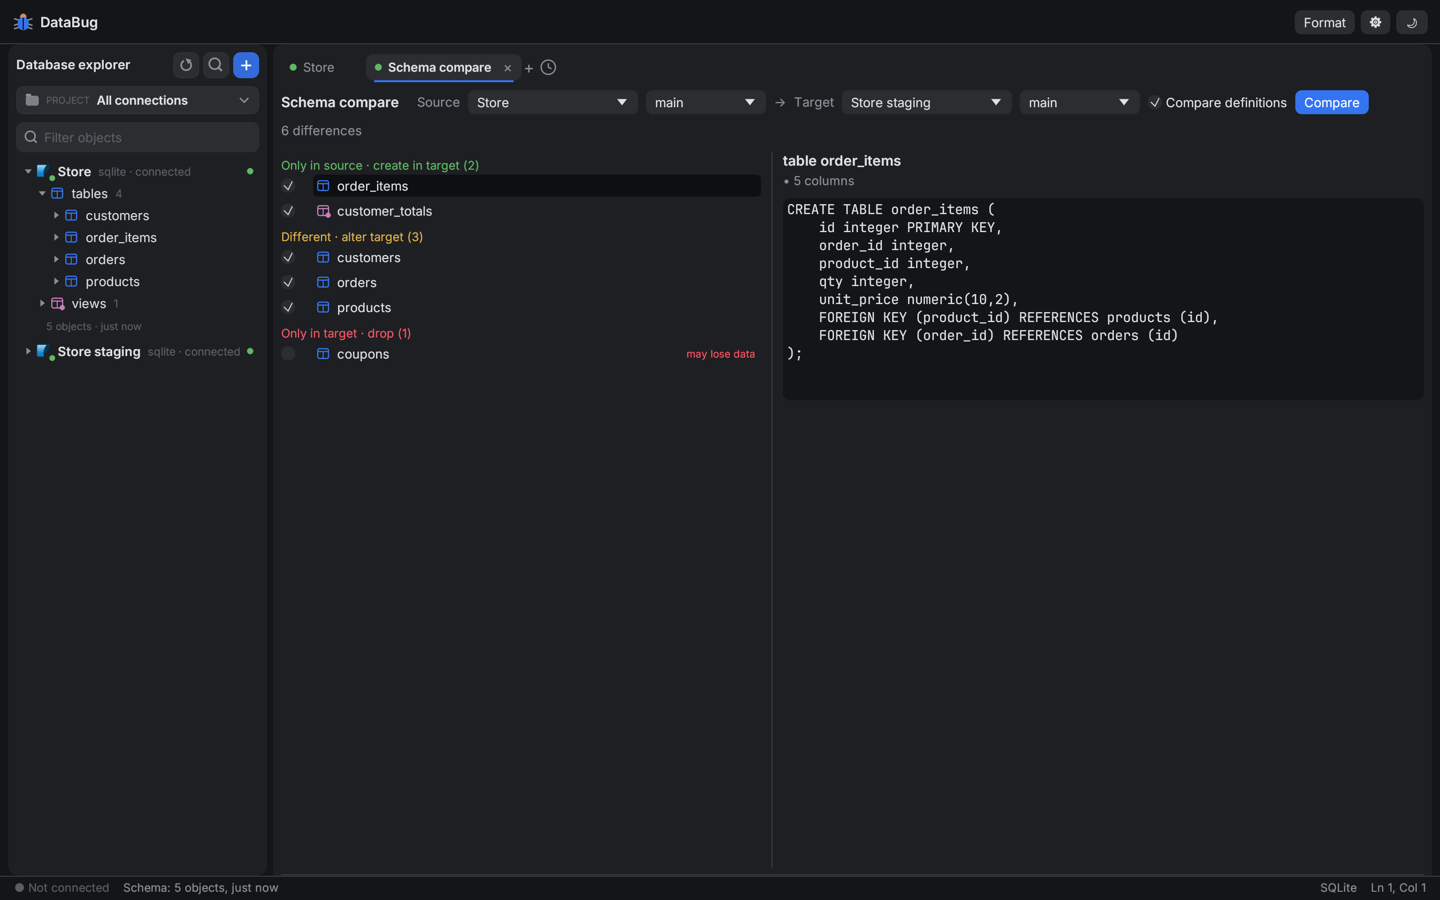 DataBug
Format
Database explorer
PROJECT All connections
Filter objects
Store sqlite · connected
tables 4
customers
order_items
orders
products
views 1
5 objects · just now
Store staging sqlite · connected
Store
Schema compare × +
Schema compare Source Store main → Target Store staging main ✓ Compare definitions Compare
6 differences
Only in source · create in target (2)
order_items
customer_totals
Different · alter target (3)
customers
orders
products
Only in target · drop (1)
coupons may lose data
table order_items
• 5 columns
CREATE TABLE order_items (
    id integer PRIMARY KEY,
    order_id integer,
    product_id integer,
    qty integer,
    unit_price numeric(10,2),
    FOREIGN KEY (product_id) REFERENCES products (id),
    FOREIGN KEY (order_id) REFERENCES orders (id)
);
Not connected Schema: 5 objects, just now
SQLite Ln 1, Col 1